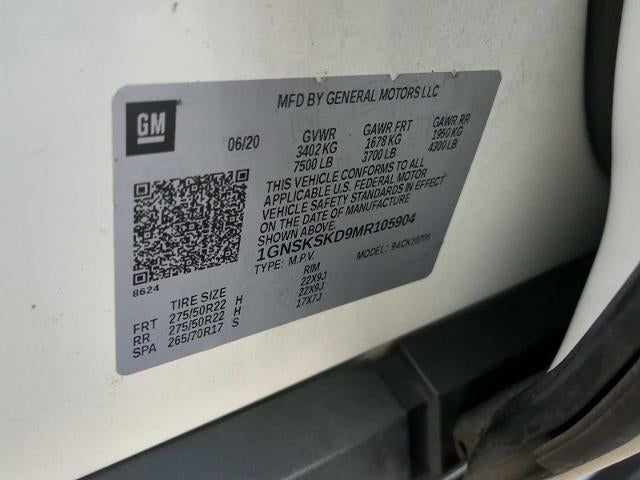 GM
MFD BY GENERAL MOTORS LLC
06/20 GVWR GAWR FRT GAWR RR
3402 KG 1678 KG 1950 KG
7500 LB 3700 LB 4300 LB
THIS VEHICLE CONFORMS TO ALL
APPLICABLE U.S. FEDERAL MOTOR
VEHICLE SAFETY STANDARDS IN EFFECT
ON THE DATE OF MANUFACTURE
SHOWN ABOVE.
1GNSKSKD9MR105904
TYPE: M.P.V. MODEL:
8624
TIRE SIZE RIM
FRT 275/50R22 H 22X9J
RR 275/50R22 H 22X9J
SPA 265/70R17 S 17X7J